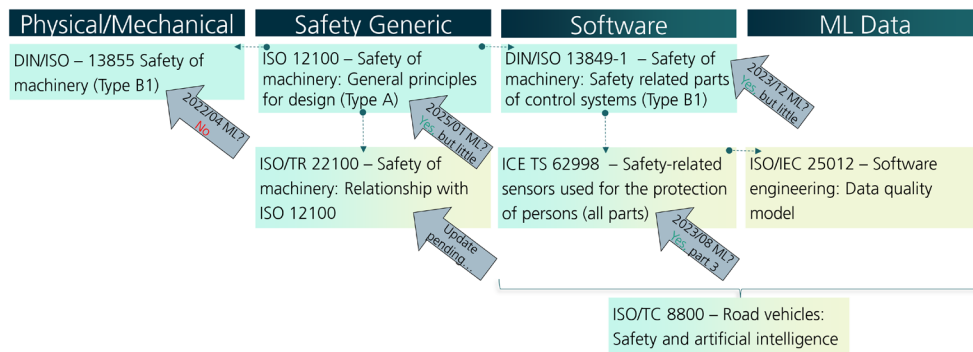 Physical/Mechanical
Safety Generic
Software
ML Data
DIN/ISO – 13855 Safety of
machinery (Type B1)
ISO 12100 – Safety of
machinery: General principles
for design (Type A)
DIN/ISO 13849-1 – Safety of
machinery: Safety related parts
of control systems (Type B1)
2022/04 ML?
No
2025/01 ML?
Yes, but little
2023/12 ML?
Yes, but little
ISO/TR 22100 – Safety of
machinery: Relationship with
ISO 12100
ICE TS 62998 – Safety-related
sensors used for the protection
of persons (all parts)
ISO/IEC 25012 – Software
engineering: Data quality
model
Update
pending...
2023/08 ML?
Yes, part 3
ISO/TC 8800 – Road vehicles:
Safety and artificial intelligence